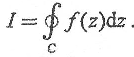 I = ∮_C f(z)dz.